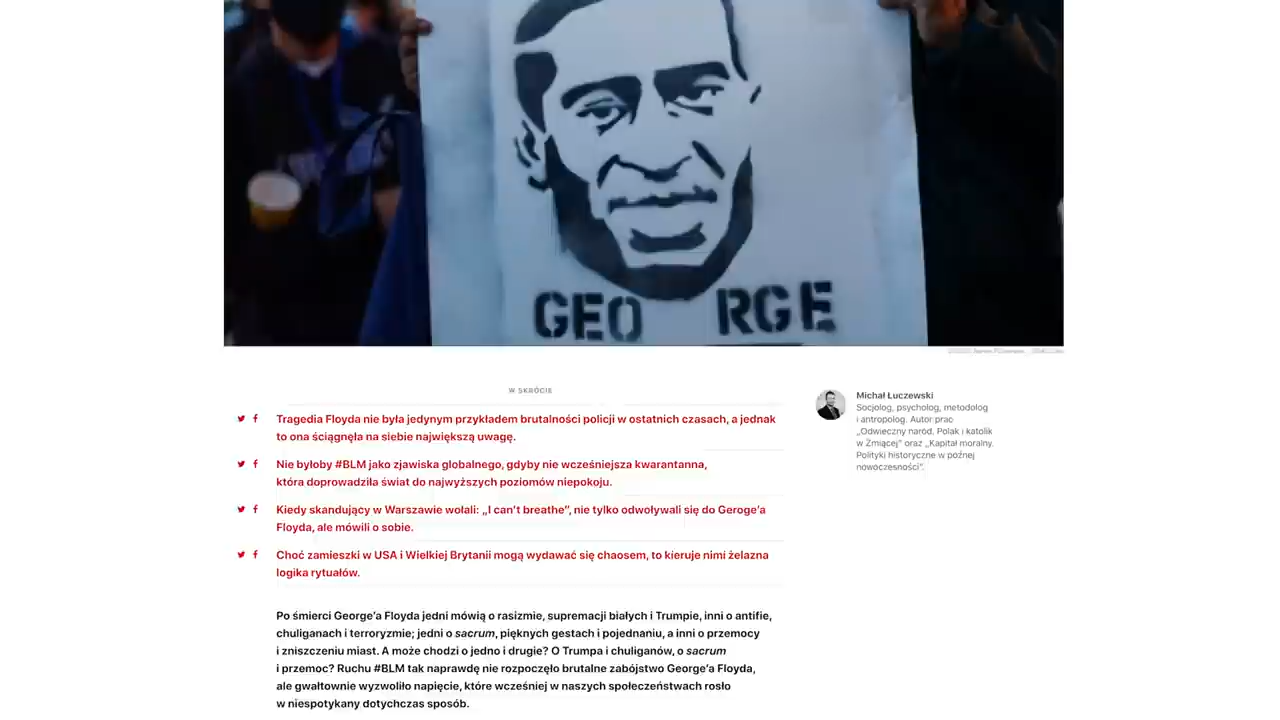 GEO RGE
W SKRÓCIE
Tragedia Floyda nie była jedynym przykładem brutalności policji w ostatnich czasach, a jednak
to ona ściągnęła na siebie największą uwagę.
Nie byłoby #BLM jako zjawiska globalnego, gdyby nie wcześniejsza kwarantanna,
która doprowadziła świat do najwyższych poziomów niepokoju.
Kiedy skandujący w Warszawie wołali: „I can't breathe”, nie tylko odwoływali się do Geroge'a
Floyda, ale mówili o sobie.
Choć zamieszki w USA i Wielkiej Brytanii mogą wydawać się chaosem, to kieruje nimi żelazna
logika rytuałów.
Po śmierci George'a Floyda jedni mówią o rasizmie, supremacji białych i Trumpie, inni o antifie,
chuliganach i terroryzmie; jedni o sacrum, pięknych gestach i pojednaniu, a inni o przemocy
i zniszczeniu miast. A może chodzi o jedno i drugie? O Trumpa i chuliganów, o sacrum
i przemoc? Ruchu #BLM tak naprawdę nie rozpoczęło brutalne zabójstwo George'a Floyda,
ale gwałtownie wyzwoliło napięcie, które wcześniej w naszych społeczeństwach rosło
w niespotykany dotychczas sposób.
Michał Łuczewski
Socjolog, psycholog, metodolog
i antropolog. Autor prac
„Odwieczny naród. Polak i katolik
w Żmiącej” oraz „Kapitał moralny.
Polityki historyczne w późnej
nowoczesności”.